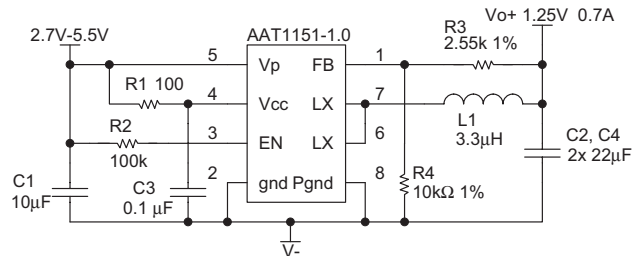 Vo+ 1.25V 0.7A
2.7V-5.5V
AAT1151-1.0
R3
2.55k 1%
5
Vp
FB
1
R1 100
4
Vcc
LX
7
R2
100k
3
EN
LX
6
L1
3.3µH
C2, C4
2x 22µF
C1
10µF
C3
0.1 µF
2
gnd Pgnd
8
R4
10kΩ 1%
V-